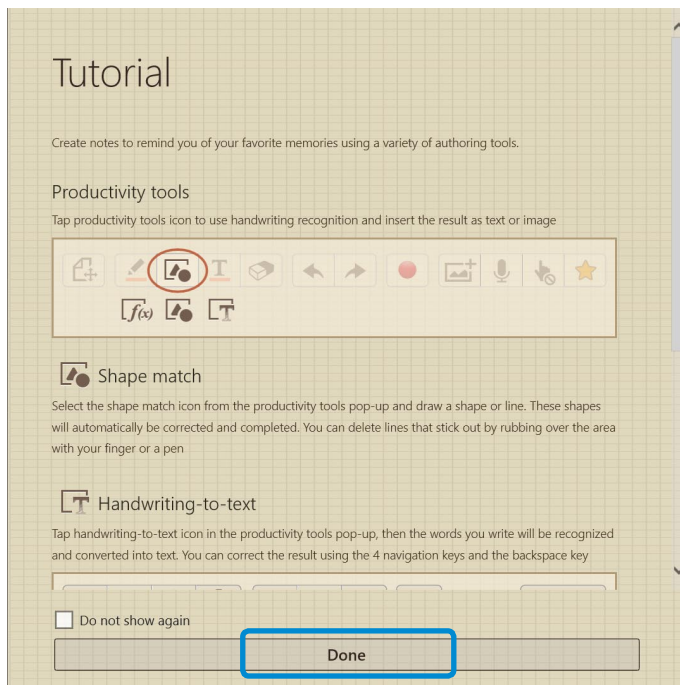 Tutorial
Create notes to remind you of your favorite memories using a variety of authoring tools.
Productivity tools
Tap productivity tools icon to use handwriting recognition and insert the result as text or image
T
f(x) T
Shape match
Select the shape match icon from the productivity tools pop-up and draw a shape or line. These shapes
will automatically be corrected and completed. You can delete lines that stick out by rubbing over the area
with your finger or a pen
T Handwriting-to-text
Tap handwriting-to-text icon in the productivity tools pop-up, then the words you write will be recognized
and converted into text. You can correct the result using the 4 navigation keys and the backspace key
Do not show again
Done